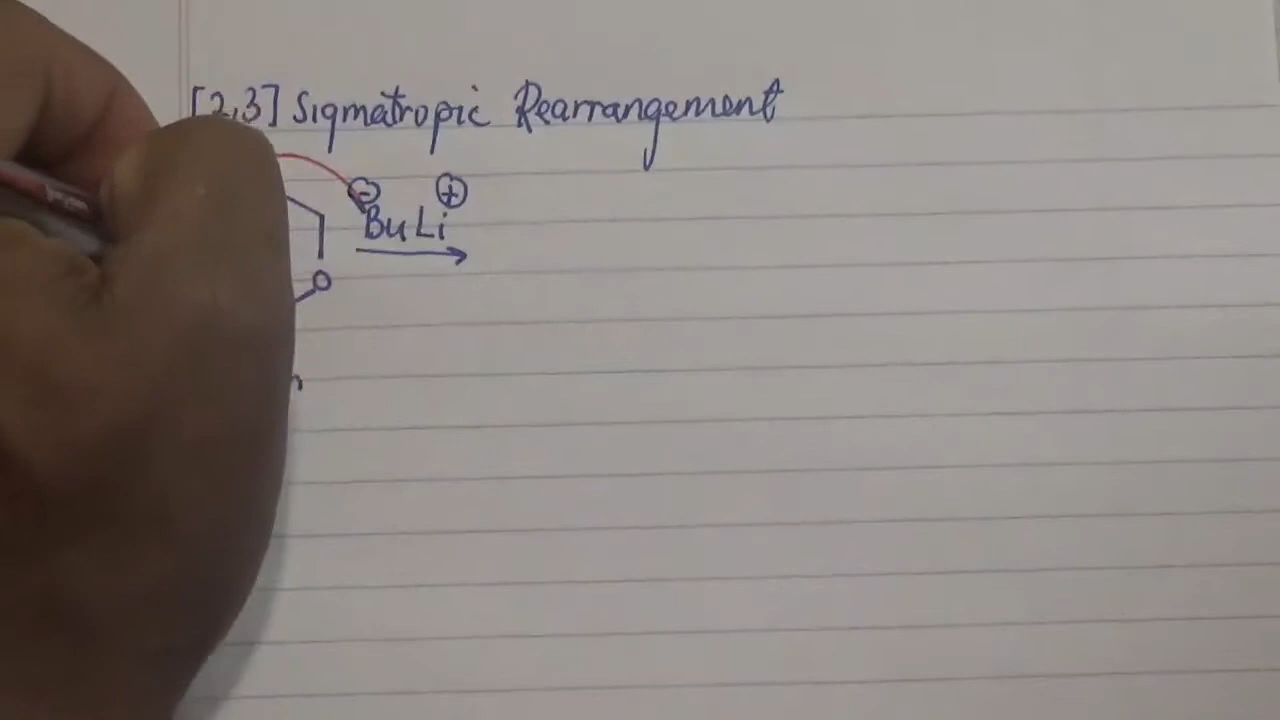 [2,3] Sigmatropic Rearrangement
⊖ ⊕
BuLi
O